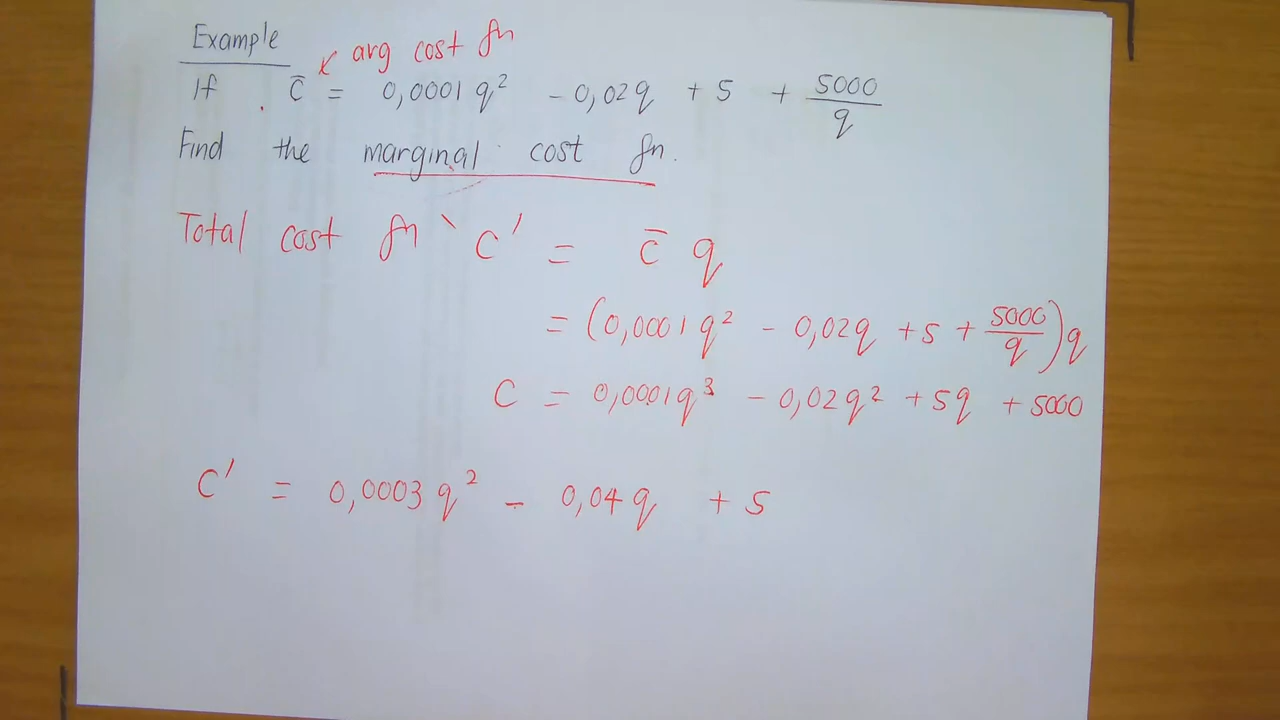 Example
avg cost fn
If c̄ = 0,0001q² - 0,02q + 5 + 5000/q
Find the marginal cost fn.
Total cost fn ` C' = c̄ q
= (0,0001q² - 0,02q + 5 + 5000/q)q
C = 0,0001q³ - 0,02q² + 5q + 5000
C' = 0,0003q² - 0,04q + 5